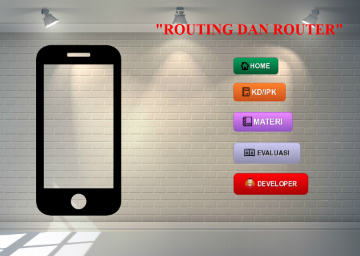 "ROUTING DAN ROUTER"
HOME
KD/IPK
MATERI
EVALUASI
DEVELOPER